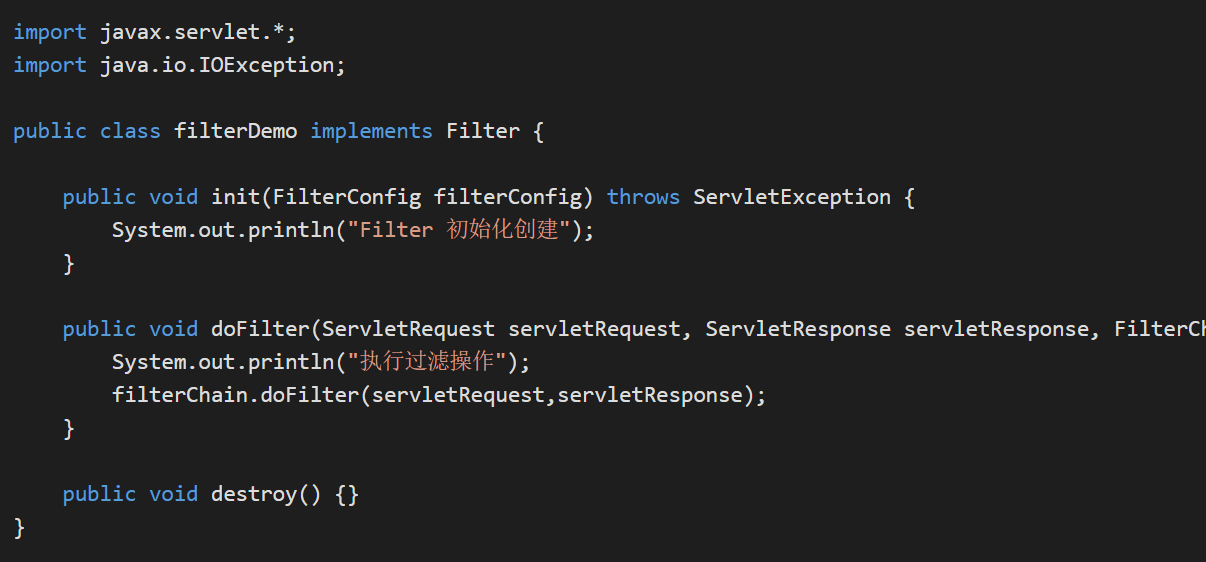 import javax.servlet.*;
import java.io.IOException;
public class filterDemo implements Filter {
public void init(FilterConfig filterConfig) throws ServletException {
System.out.println("Filter 初始化创建");
}
public void doFilter(ServletRequest servletRequest, ServletResponse servletResponse, FilterCh
System.out.println("执行过滤操作");
filterChain.doFilter(servletRequest,servletResponse);
}
public void destroy() {}
}